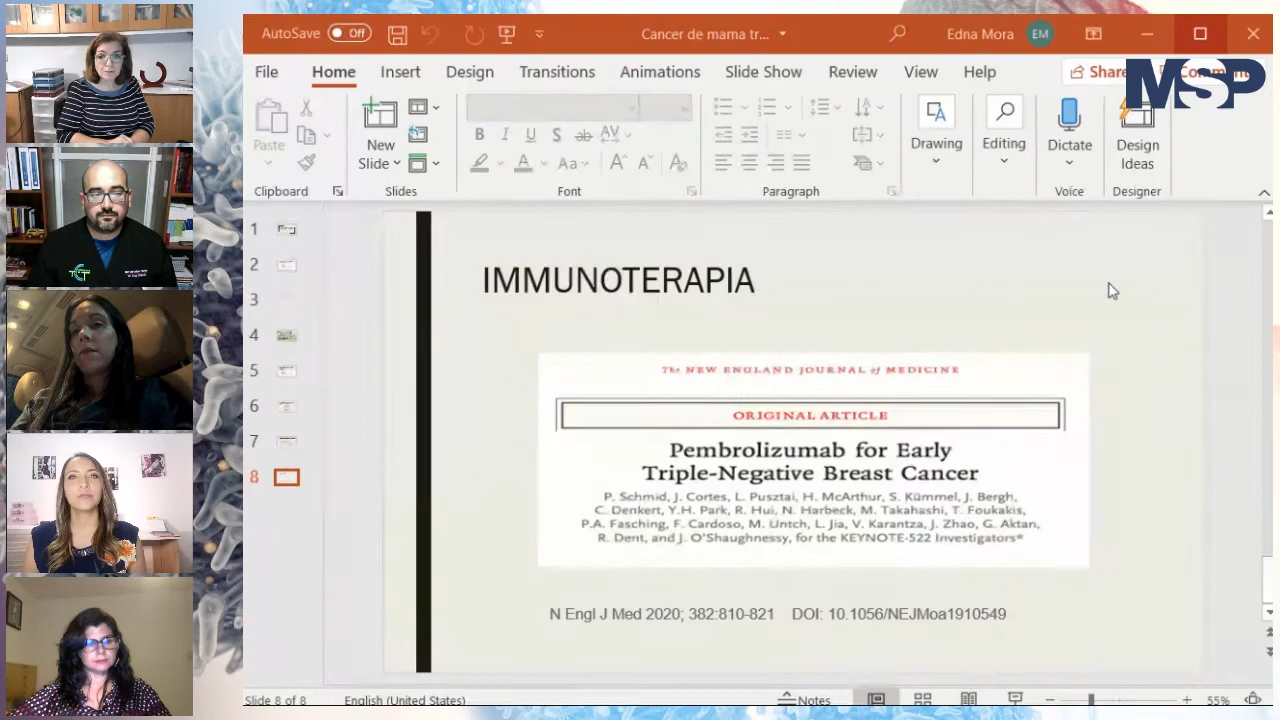 AutoSave
Off
Cancer de mama tr...
Edna Mora
EM
File Home Insert Design Transitions Animations Slide Show Review View Help
Share
MSP
Paste
New
Slide
Drawing
Editing
Dictate
Design
Ideas
Clipboard
Slides
Font
Paragraph
Voice
Designer
1
2
3
4
5
6
7
8
IMMUNOTERAPIA
The NEW ENGLAND JOURNAL of MEDICINE
ORIGINAL ARTICLE
Pembrolizumab for Early
Triple-Negative Breast Cancer
P. Schmid, J. Cortes, L. Pusztai, H. McArthur, S. Kümmel, J. Bergh,
C. Denkert, Y.H. Park, R. Hui, N. Harbeck, M. Takahashi, T. Foukakis,
P.A. Fasching, F. Cardoso, M. Untch, L. Jia, V. Karantza, J. Zhao, G. Aktan,
R. Dent, and J. O'Shaughnessy, for the KEYNOTE-522 Investigators*
N Engl J Med 2020; 382:810-821 DOI: 10.1056/NEJMoa1910549
Slide 8 of 8
English (United States)
Notes
55%